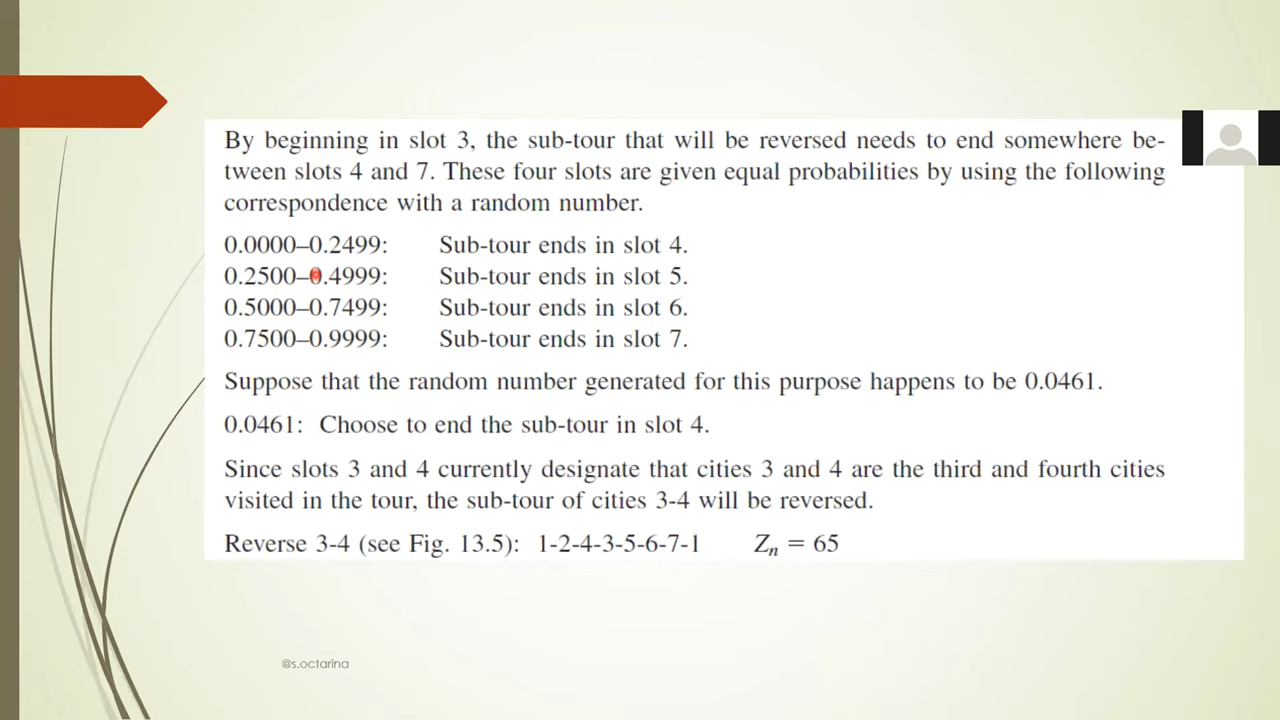 By beginning in slot 3, the sub-tour that will be reversed needs to end somewhere be-
tween slots 4 and 7. These four slots are given equal probabilities by using the following
correspondence with a random number.
0.0000–0.2499: Sub-tour ends in slot 4.
0.2500–0.4999: Sub-tour ends in slot 5.
0.5000–0.7499: Sub-tour ends in slot 6.
0.7500–0.9999: Sub-tour ends in slot 7.
Suppose that the random number generated for this purpose happens to be 0.0461.
0.0461: Choose to end the sub-tour in slot 4.
Since slots 3 and 4 currently designate that cities 3 and 4 are the third and fourth cities
visited in the tour, the sub-tour of cities 3-4 will be reversed.
Reverse 3-4 (see Fig. 13.5): 1-2-4-3-5-6-7-1 Zn = 65
@s.octarina